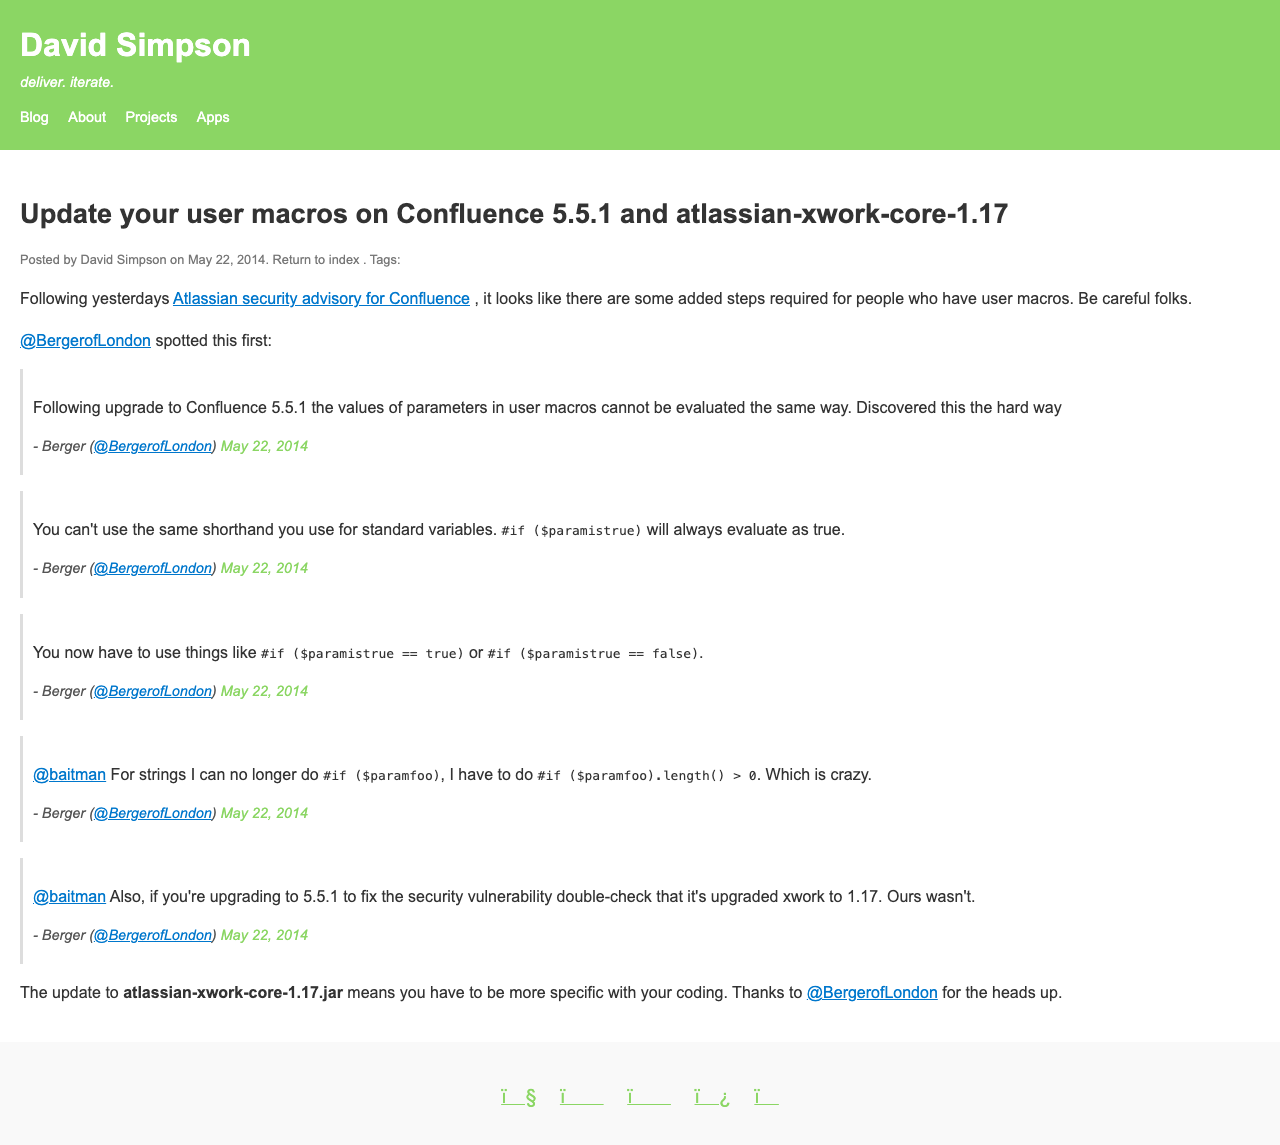 David Simpson
deliver. iterate.
Blog About Projects Apps
Update your user macros on Confluence 5.5.1 and atlassian-xwork-core-1.17
Posted by David Simpson on May 22, 2014. Return to index . Tags:
Following yesterdays Atlassian security advisory for Confluence , it looks like there are some added steps required for people who have user macros. Be careful folks.
@BergerofLondon spotted this first:
Following upgrade to Confluence 5.5.1 the values of parameters in user macros cannot be evaluated the same way. Discovered this the hard way
- Berger (@BergerofLondon) May 22, 2014
You can't use the same shorthand you use for standard variables. #if ($paramistrue) will always evaluate as true.
- Berger (@BergerofLondon) May 22, 2014
You now have to use things like #if ($paramistrue == true) or #if ($paramistrue == false).
- Berger (@BergerofLondon) May 22, 2014
@baitman For strings I can no longer do #if ($paramfoo), I have to do #if ($paramfoo).length() > 0. Which is crazy.
- Berger (@BergerofLondon) May 22, 2014
@baitman Also, if you're upgrading to 5.5.1 to fix the security vulnerability double-check that it's upgraded xwork to 1.17. Ours wasn't.
- Berger (@BergerofLondon) May 22, 2014
The update to atlassian-xwork-core-1.17.jar means you have to be more specific with your coding. Thanks to @BergerofLondon for the heads up.
ï § ï ï ï ¿ ï